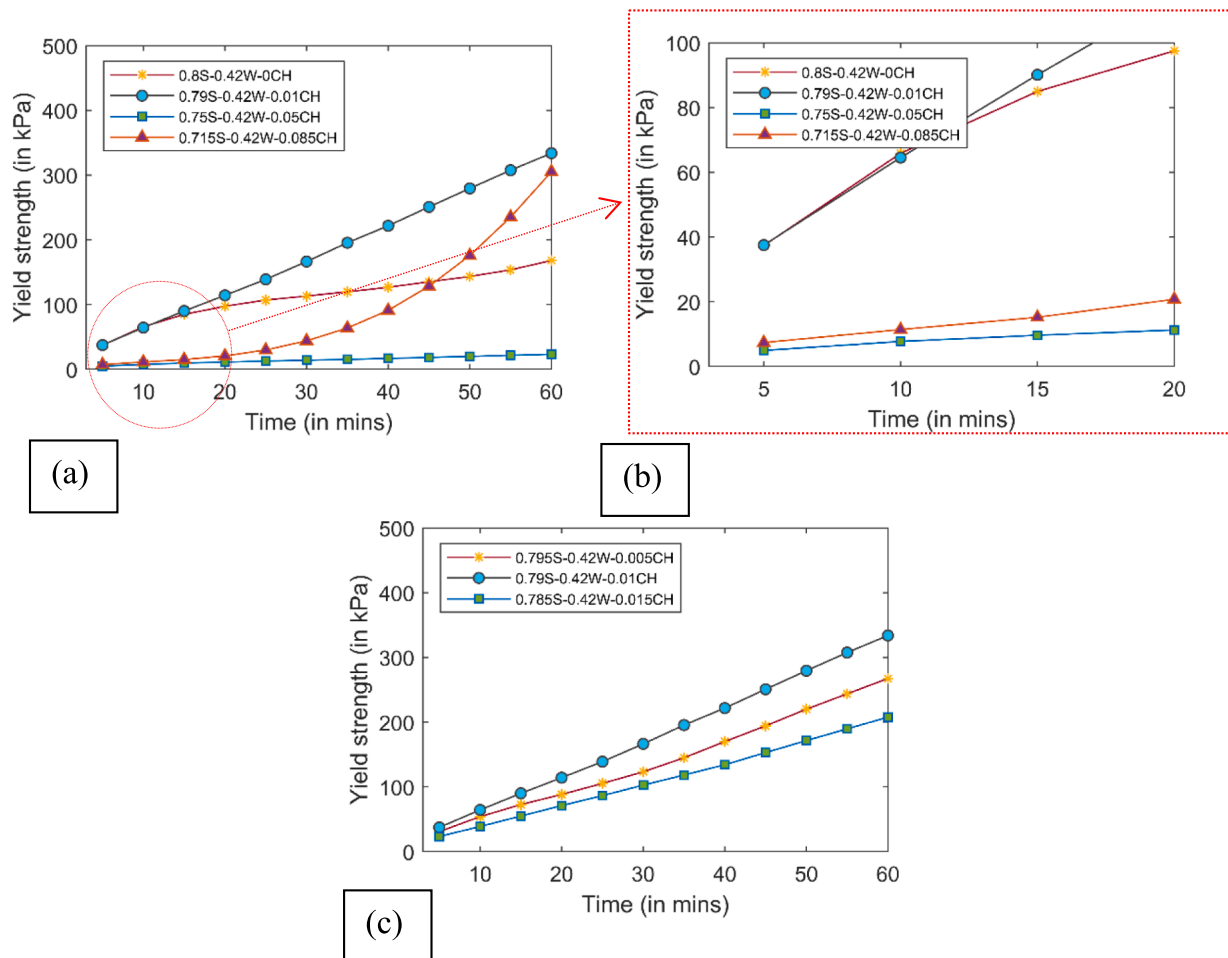 500
400
300
200
100
0
Yield strength (in kPa)
0.8S-0.42W-0CH
0.79S-0.42W-0.01CH
0.75S-0.42W-0.05CH
0.715S-0.42W-0.085CH
10 20 30 40 50 60
Time (in mins)
(a)
100
80
60
40
20
0
Yield strength (in kPa)
0.8S-0.42W-0CH
0.79S-0.42W-0.01CH
0.75S-0.42W-0.05CH
0.715S-0.42W-0.085CH
5 10 15 20
Time (in mins)
(b)
500
400
300
200
100
0
Yield strength (in kPa)
0.795S-0.42W-0.005CH
0.79S-0.42W-0.01CH
0.785S-0.42W-0.015CH
10 20 30 40 50 60
Time (in mins)
(c)